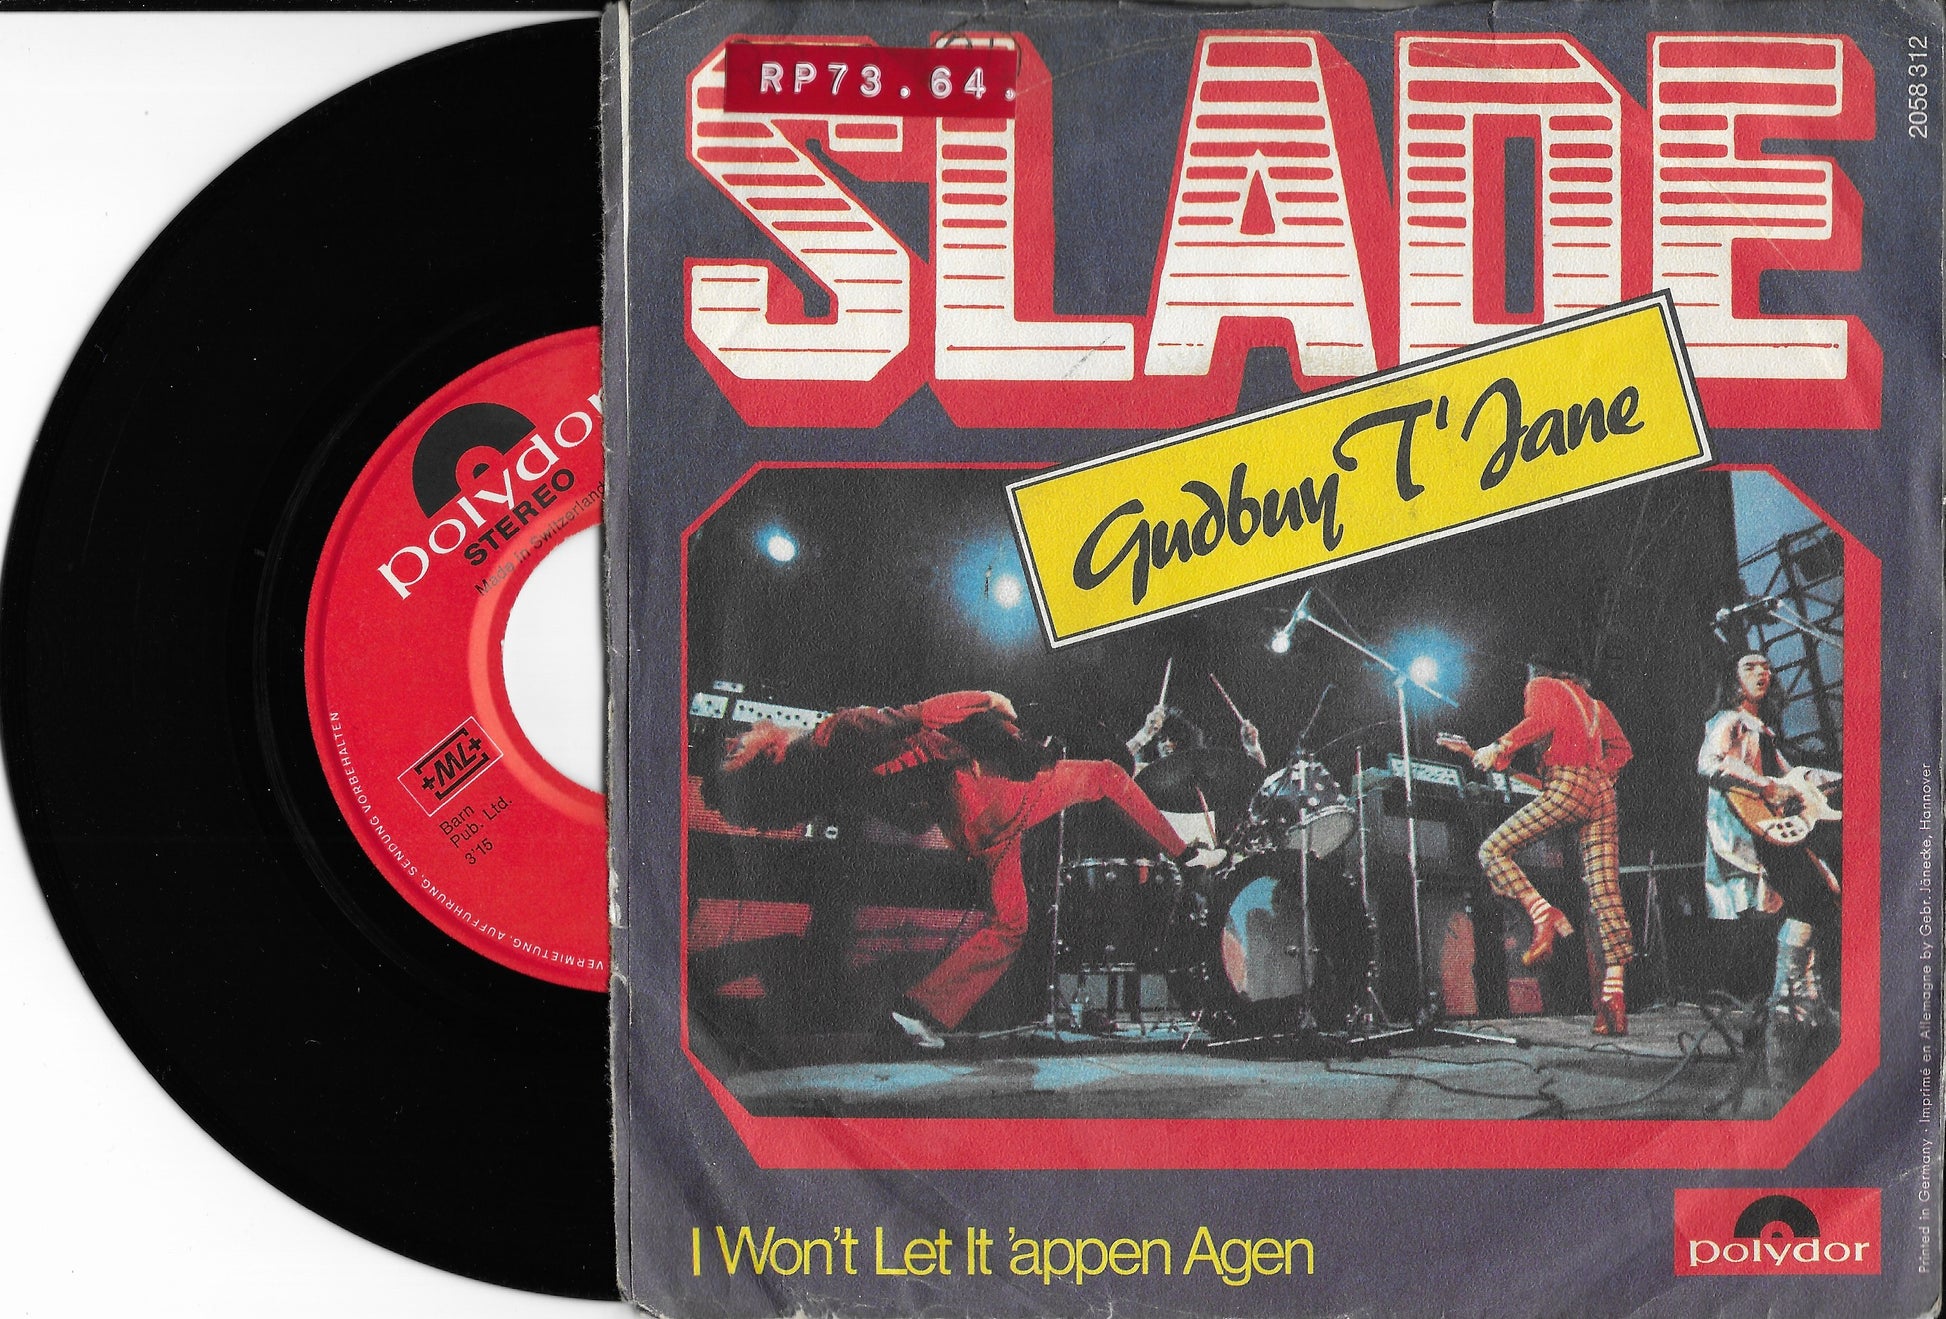 SLADE
RP73.64.
2058 312
Gudbuy T' Jane
I Won't Let It 'appen Agen
polydor
Printed in Germany · Imprimé en Allemagne by Gebr. Jänecke, Hannover
polydor
STEREO
Made in Switzerland
+ML+
Barn
Pub. Ltd.
3'15
VERMIETUNG, AUFFÜHRUNG, SENDUNG VORBEHALTEN